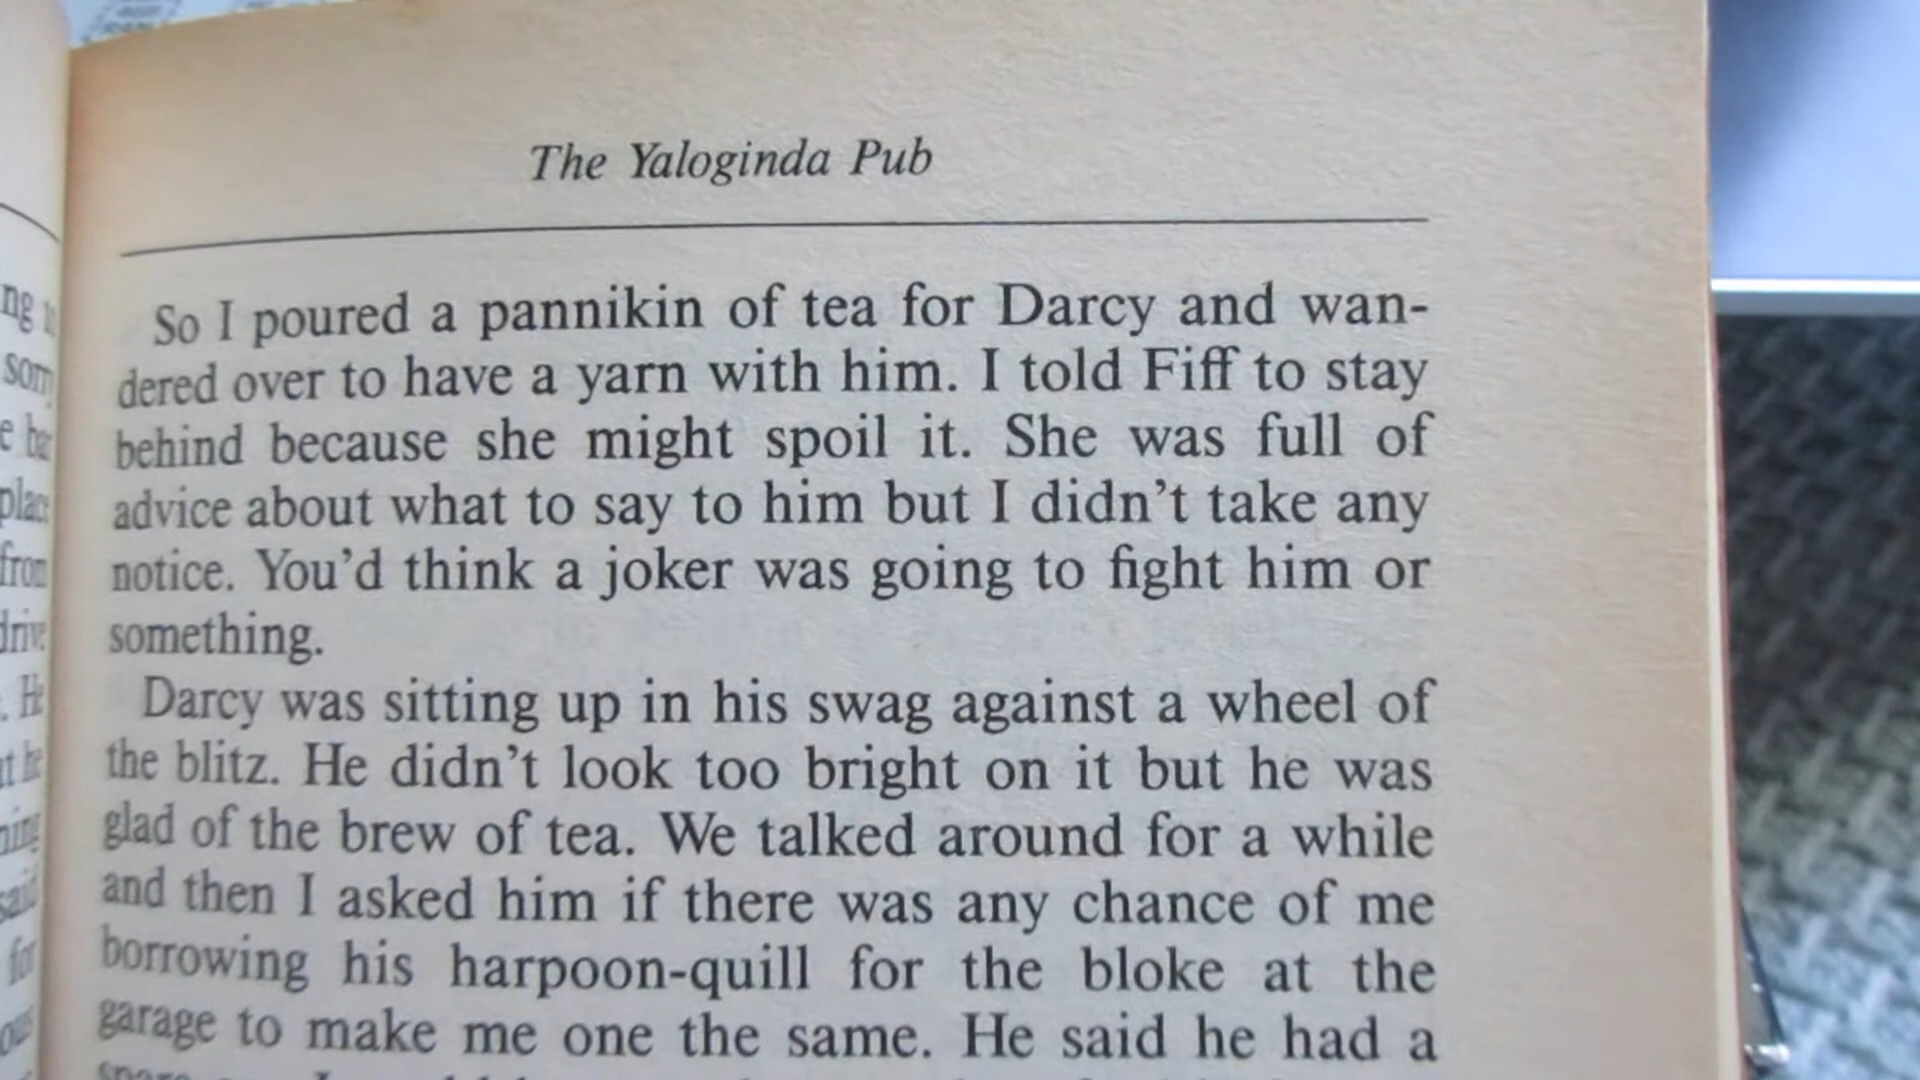 The Yaloginda Pub
So I poured a pannikin of tea for Darcy and wan-
dered over to have a yarn with him. I told Fiff to stay
behind because she might spoil it. She was full of
advice about what to say to him but I didn't take any
notice. You'd think a joker was going to fight him or
something.
Darcy was sitting up in his swag against a wheel of
the blitz. He didn't look too bright on it but he was
glad of the brew of tea. We talked around for a while
and then I asked him if there was any chance of me
borrowing his harpoon-quill for the bloke at the
garage to make me one the same. He said he had a